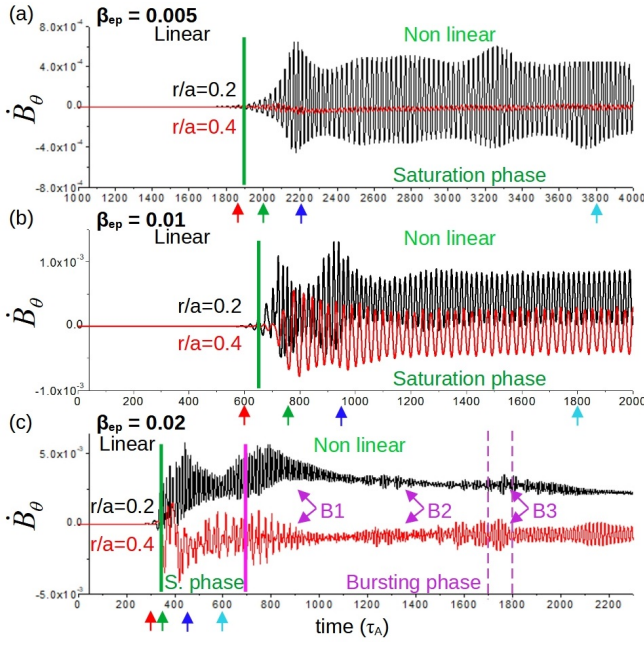 (a) βep = 0.005
Linear Non linear
8.0x10⁻⁴
4.0x10⁻⁴
0.0
-4.0x10⁻⁴
-8.0x10⁻⁴
Ḃθ
r/a=0.2
r/a=0.4
Saturation phase
1000 1200 1400 1600 1800 2000 2200 2400 2600 2800 3000 3200 3400 3600 3800 4000
(b) βep = 0.01
Linear Non linear
1.0x10⁻³
0.0
-1.0x10⁻³
Ḃθ
r/a=0.2
r/a=0.4
Saturation phase
0 200 400 600 800 1000 1200 1400 1600 1800 2000
(c) βep = 0.02
Linear Non linear
5.0x10⁻³
0.0
-5.0x10⁻³
Ḃθ
r/a=0.2
r/a=0.4
B1 B2 B3
S. phase Bursting phase
0 200 400 600 800 1000 1200 1400 1600 1800 2000 2200
time (τA)